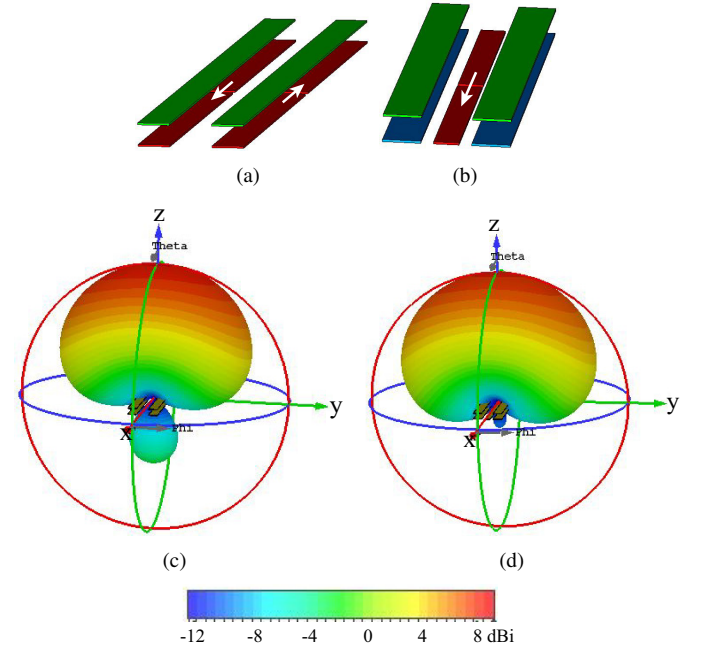 (a)
(b)
z
Theta
y
x
Phi
(c)
z
Theta
y
x
Phi
(d)
-12 -8 -4 0 4 8 dBi